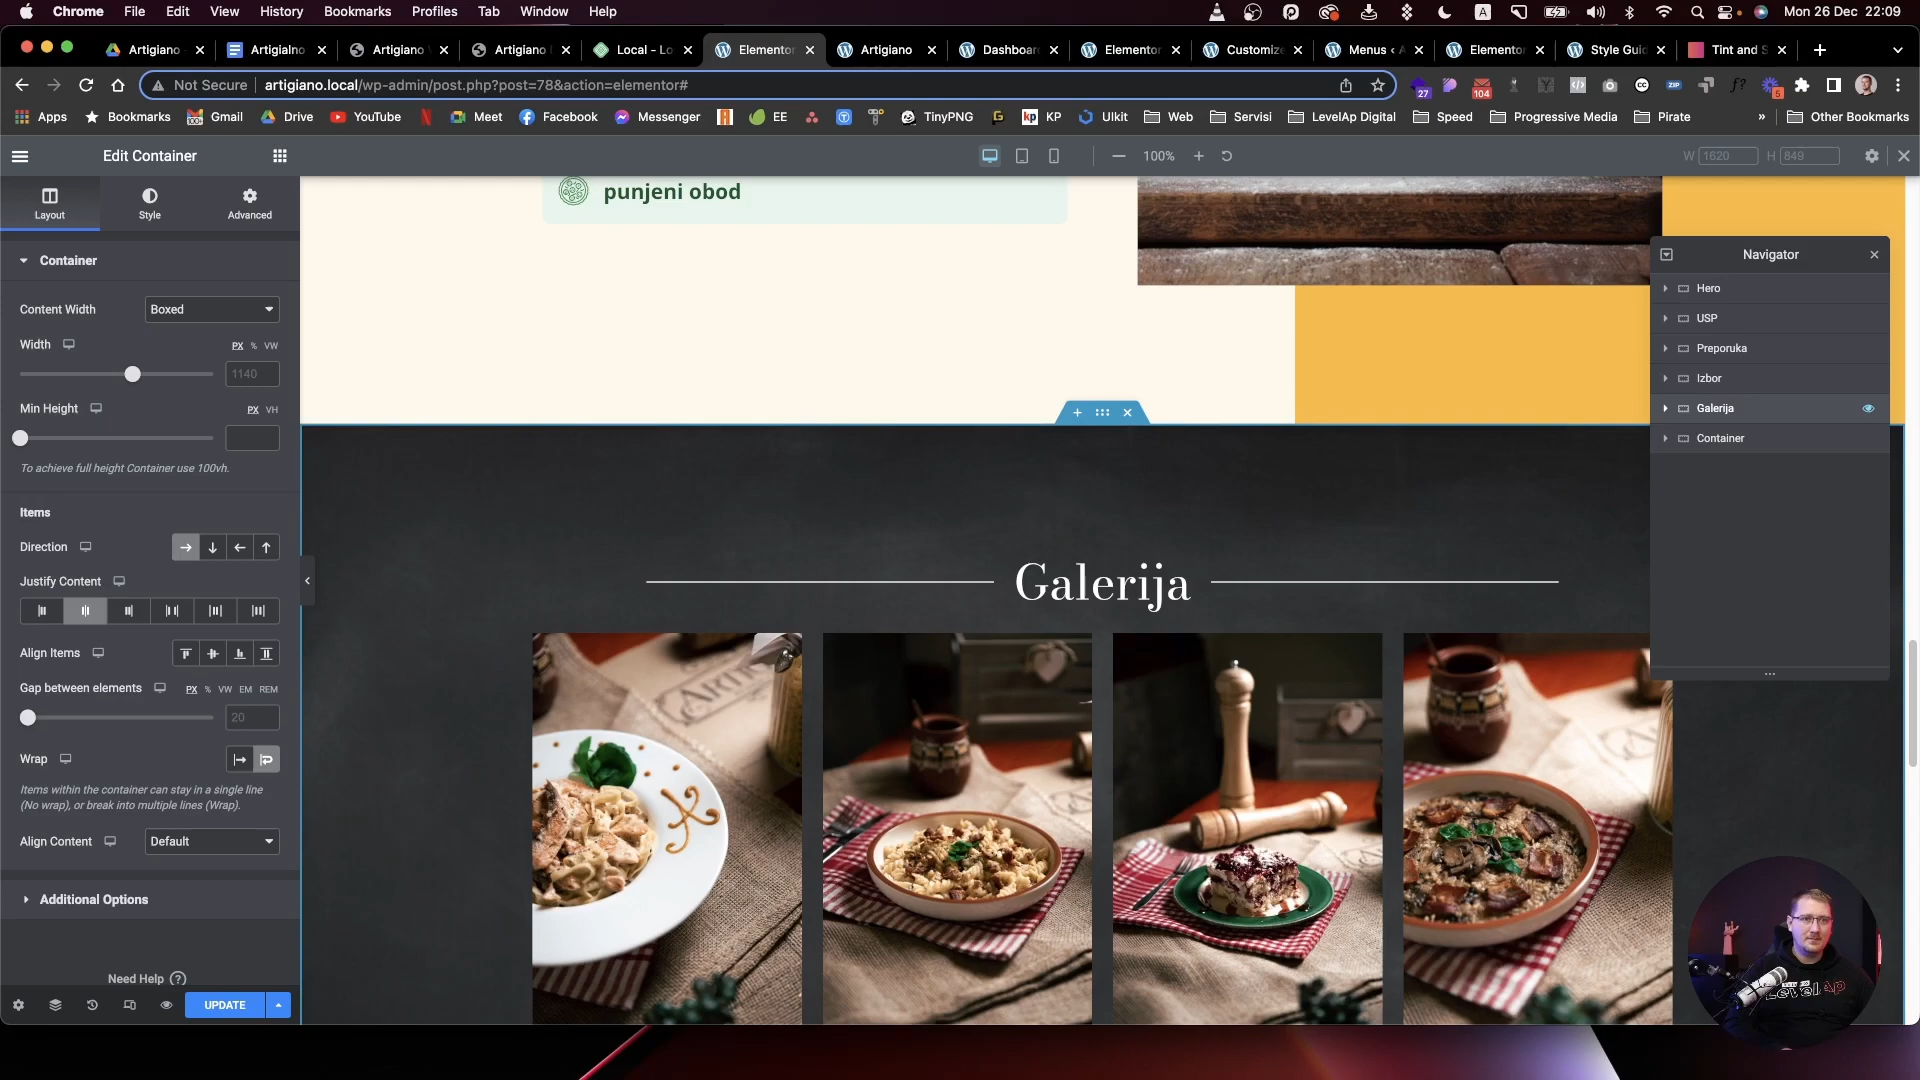 Chrome File Edit View History Bookmarks Profiles Tab Window Help Mon 26 Dec 22:09
Artigiano Artigialno Artigiano Artigiano Local - Lo Elementor Artigiano Dashboar Elementor Customize Menus ‹ A Elementor Style Guid Tint and S
Not Secure artigiano.local/wp-admin/post.php?post=78&action=elementor# 27 104 5
Apps Bookmarks Gmail Drive YouTube Meet Facebook Messenger EE TinyPNG KP UIkit Web Servisi LevelAp Digital Speed Progressive Media Pirate » Other Bookmarks
Edit Container 100% W 1620 H 849
Layout Style Advanced
Container
Content Width Boxed
Width PX % VW
1140
Min Height PX VH
To achieve full height Container use 100vh.
Items
Direction
Justify Content
Align Items
Gap between elements PX % VW EM REM
20
Wrap
Items within the container can stay in a single line
(No wrap), or break into multiple lines (Wrap).
Align Content Default
Additional Options
Need Help ?
UPDATE
punjeni obod
Galerija
Navigator
Hero
USP
Preporuka
Izbor
Galerija
Container